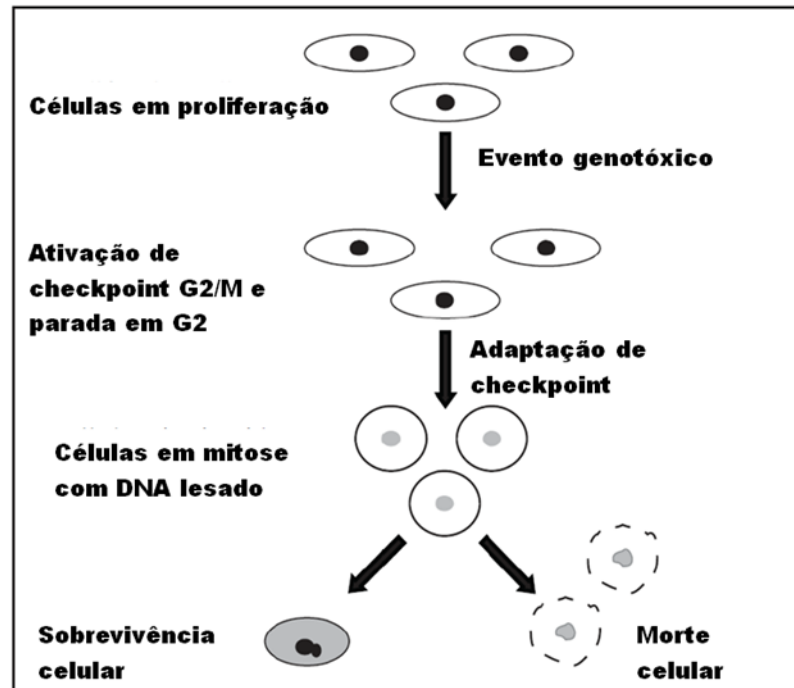 Células em proliferação
Evento genotóxico
Ativação de
checkpoint G2/M e
parada em G2
Adaptação de
checkpoint
Células em mitose
com DNA lesado
Sobrevivência
celular
Morte
celular